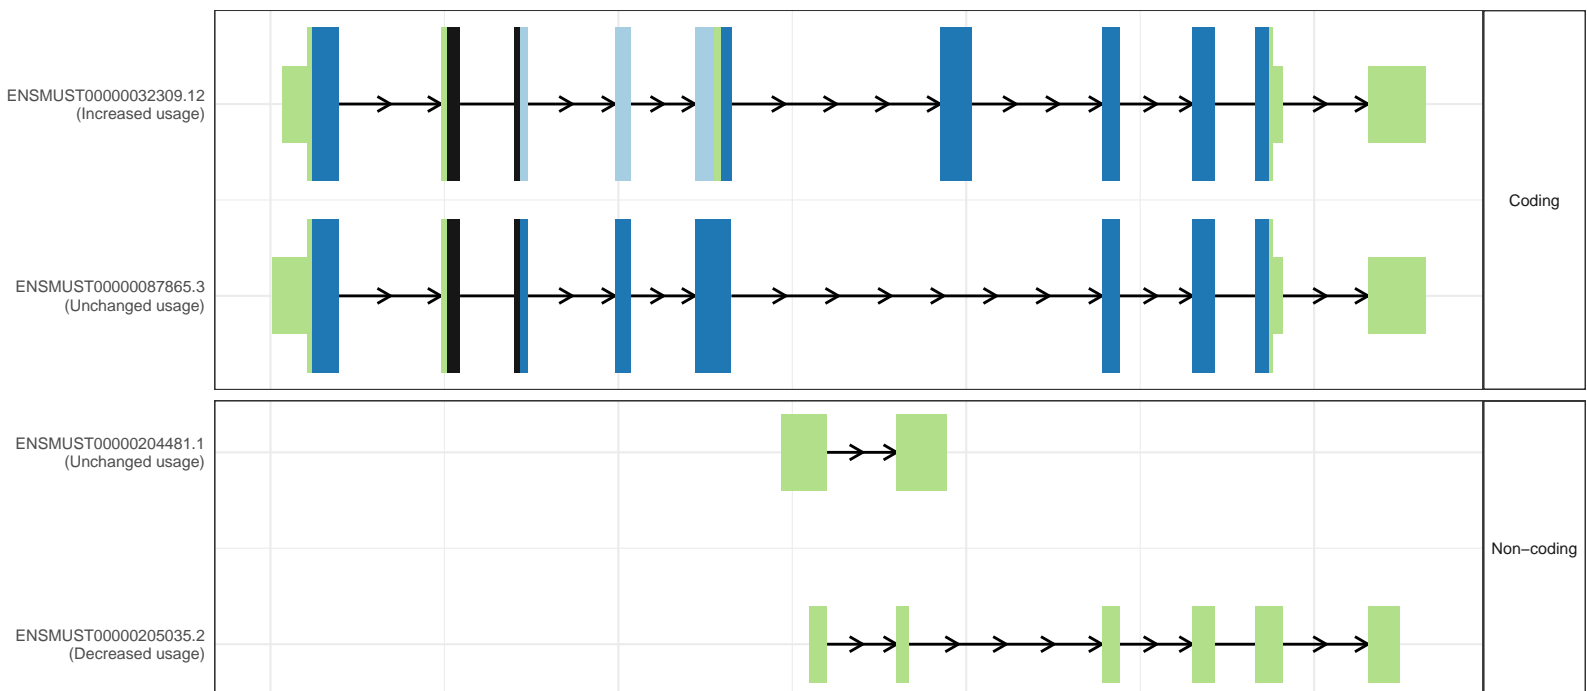 ENSMUST00000032309.12
(Increased usage)
Coding
ENSMUST00000087865.3
(Unchanged usage)
ENSMUST00000204481.1
(Unchanged usage)
Non−coding
ENSMUST00000205035.2
(Decreased usage)